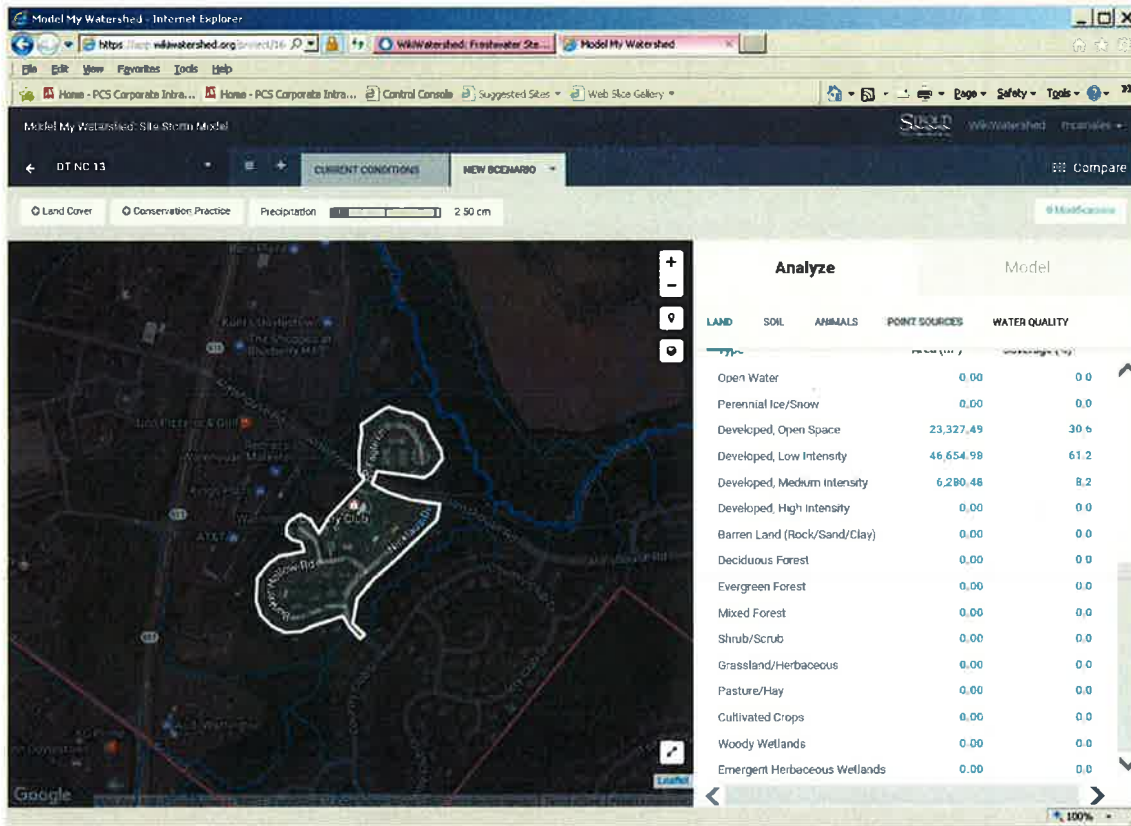 Model My Watershed - Internet Explorer
WikiWatershed: Freshwater Ste...
Model My Watershed
File Edit View Favorites Tools Help
Home - PCS Corporate Intra... Home - PCS Corporate Intra... Control Console Suggested Sites Web Slice Gallery
Page Safety Tools
Model My Watershed: Site Storm Model
STROUD WikiWatershed
DT NC 13 CURRENT CONDITIONS NEW SCENARIO Compare
Land Cover Conservation Practice Precipitation 2.50 cm
Analyze Model
LAND SOIL ANIMALS POINT SOURCES WATER QUALITY
Type Area (m²) Coverage (%)
Open Water 0.00 0.0
Perennial Ice/Snow 0.00 0.0
Developed, Open Space 23,327.49 30.6
Developed, Low Intensity 46,654.98 61.2
Developed, Medium Intensity 6,280.48 8.2
Developed, High Intensity 0.00 0.0
Barren Land (Rock/Sand/Clay) 0.00 0.0
Deciduous Forest 0.00 0.0
Evergreen Forest 0.00 0.0
Mixed Forest 0.00 0.0
Shrub/Scrub 0.00 0.0
Grassland/Herbaceous 0.00 0.0
Pasture/Hay 0.00 0.0
Cultivated Crops 0.00 0.0
Woody Wetlands 0.00 0.0
Emergent Herbaceous Wetlands 0.00 0.0
AT&T
Leaflet
Google
100%